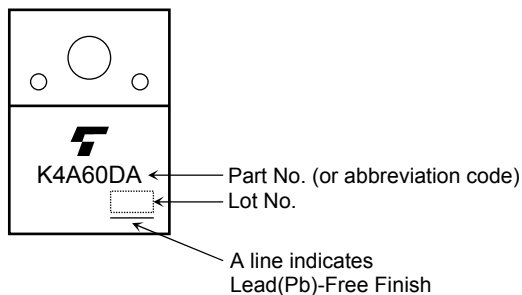 K4A60DA
Part No. (or abbreviation code)
Lot No.
A line indicates
Lead(Pb)-Free Finish